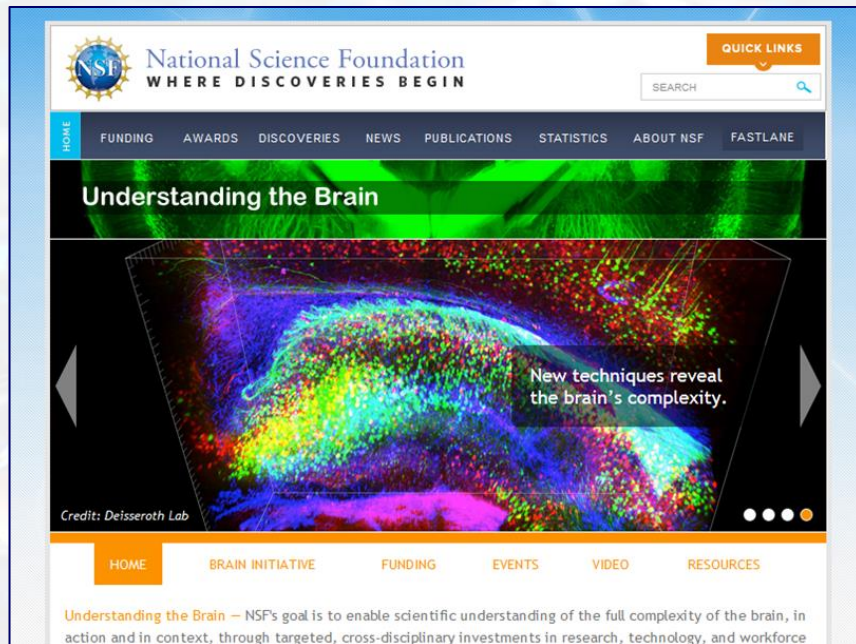 NSF
National Science Foundation
WHERE DISCOVERIES BEGIN
QUICK LINKS
SEARCH
HOME
FUNDING AWARDS DISCOVERIES NEWS PUBLICATIONS STATISTICS ABOUT NSF FASTLANE
Understanding the Brain
New techniques reveal
the brain's complexity.
Credit: Deisseroth Lab
HOME BRAIN INITIATIVE FUNDING EVENTS VIDEO RESOURCES
Understanding the Brain — NSF's goal is to enable scientific understanding of the full complexity of the brain, in
action and in context, through targeted, cross-disciplinary investments in research, technology, and workforce